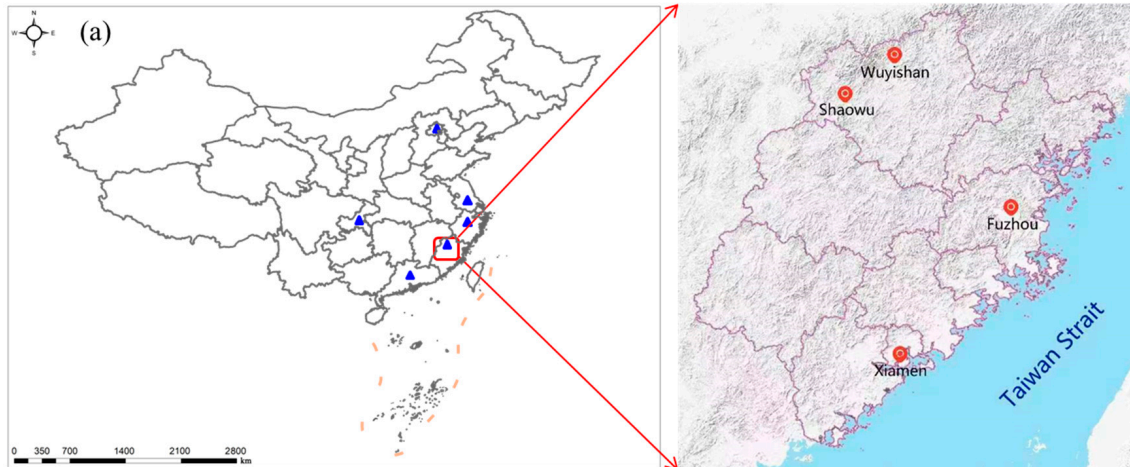 N
W E
S
(a)
0 350 700 1400 2100 2800
km
Wuyishan
Shaowu
Fuzhou
Xiamen
Taiwan Strait